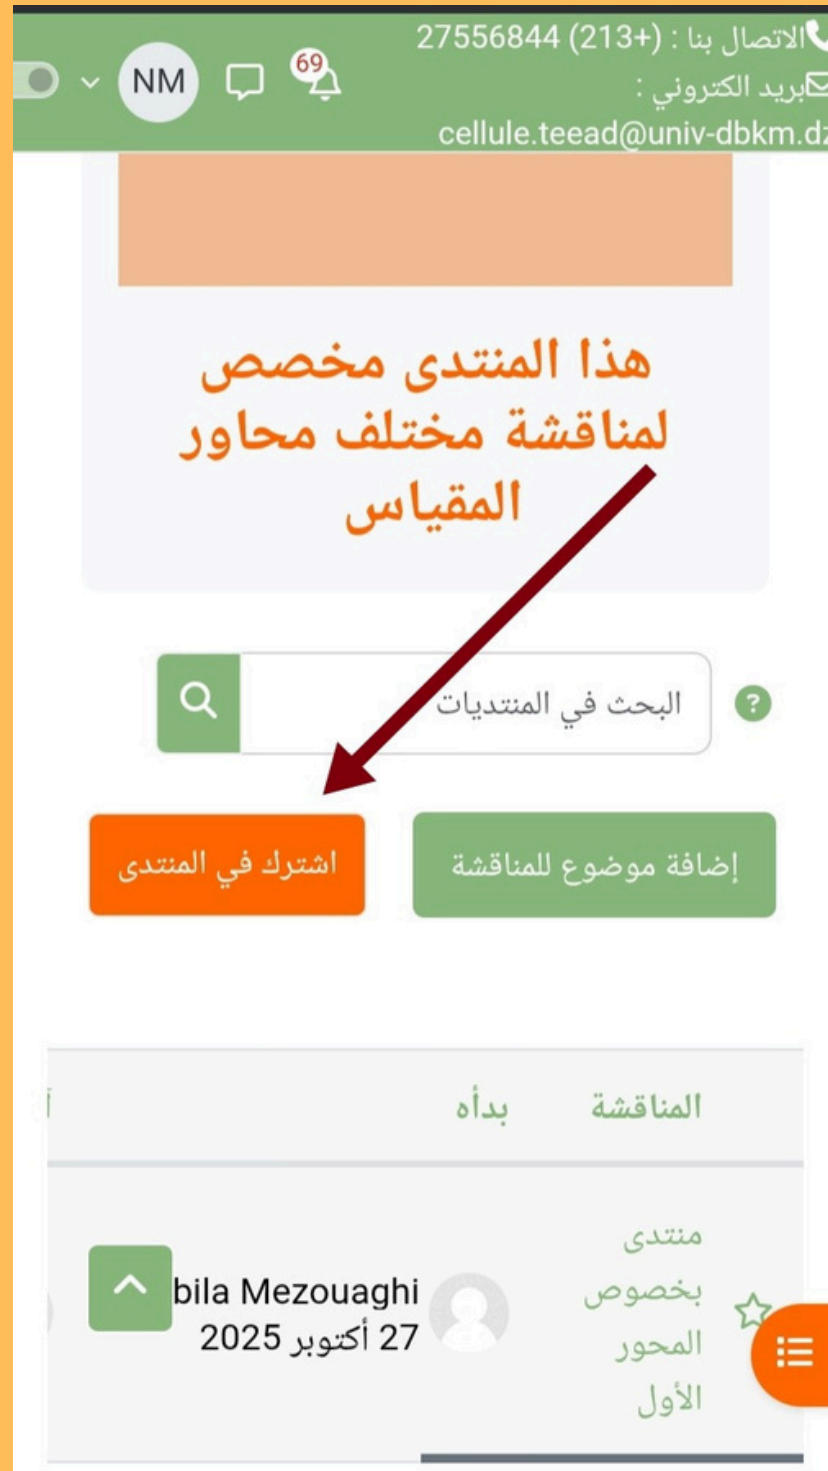 الاتصال بنا : (+213) 27556844
بريد الكتروني :
cellule.teead@univ-dbkm.dz
69
NM
هذا المنتدى مخصص
لمناقشة مختلف محاور
المقياس
البحث في المنتديات
?
إضافة موضوع للمناقشة
اشترك في المنتدى
المناقشة
بدأه
منتدى
بخصوص
المحور
الأول
bila Mezouaghi
27 أكتوبر 2025